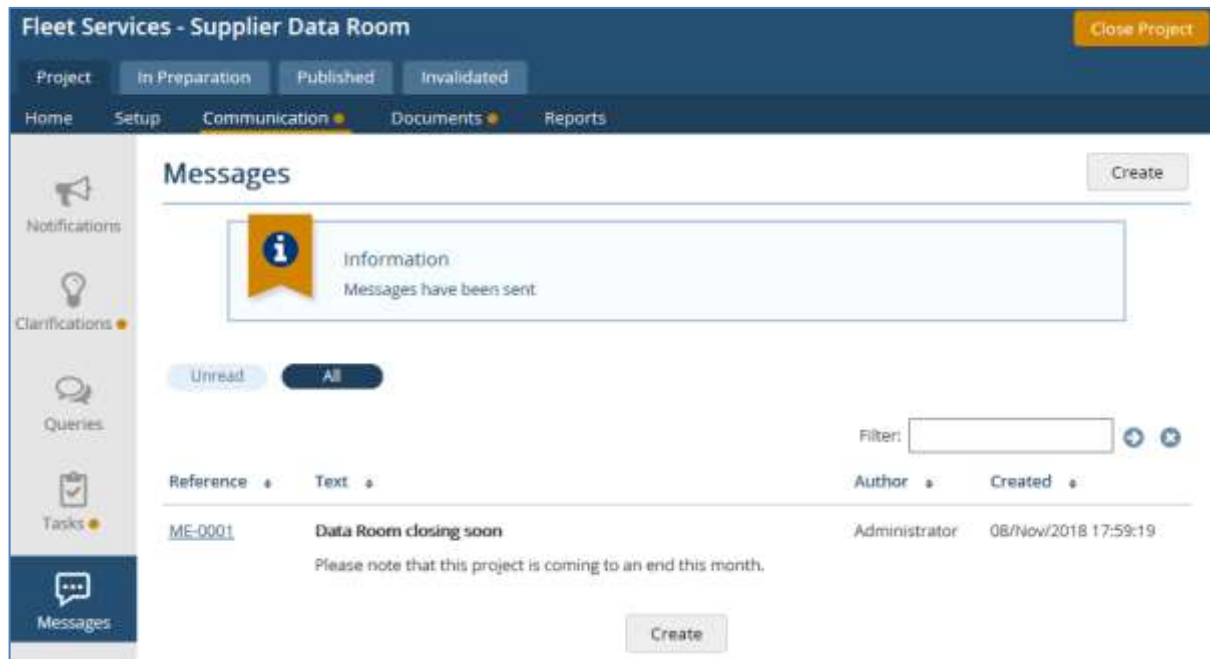 Fleet Services - Supplier Data Room
Close Project
Project In Preparation Published Invalidated
Home Setup Communication Documents Reports
Messages Create
Notifications
Information
Messages have been sent
Clarifications
Unread All
Queries
Filter:
Reference Text Author Created
Tasks
ME-0001 Data Room closing soon Administrator 08/Nov/2018 17:59:19
Please note that this project is coming to an end this month.
Messages
Create